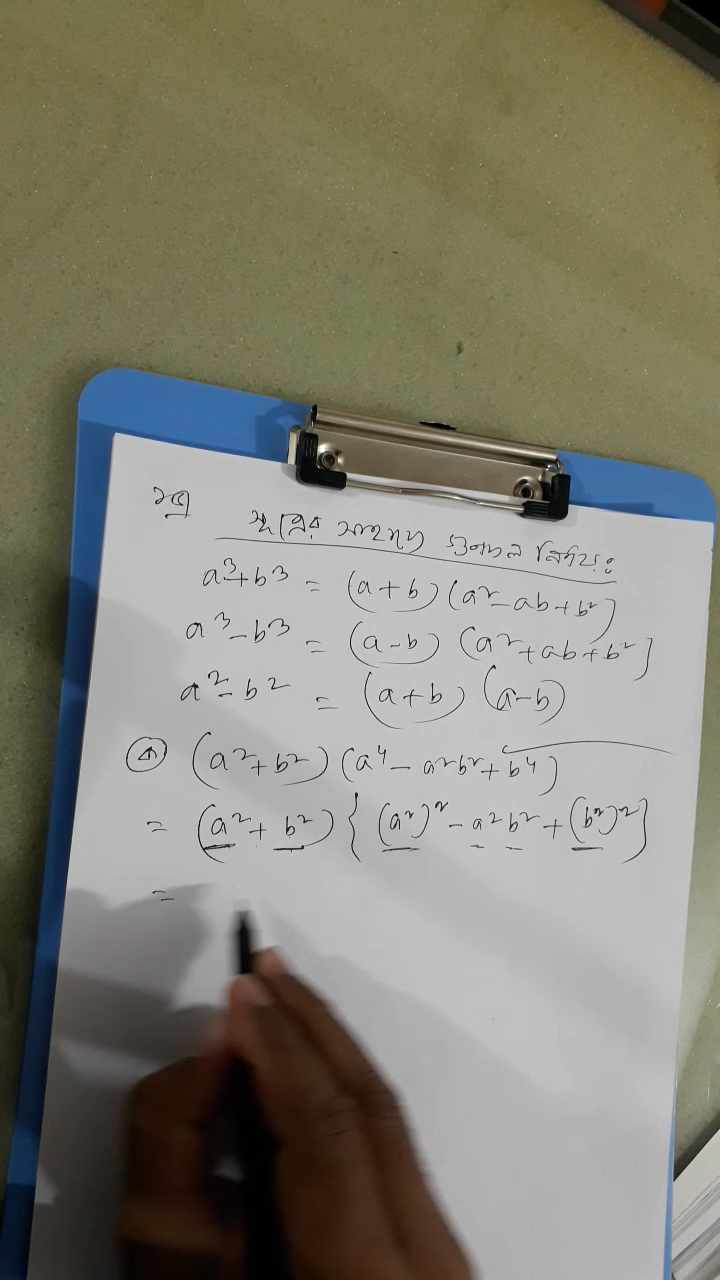 সূত্রের সাহায্যে গুণফল নির্ণয়ঃ
a³+b³ = (a+b)(a²-ab+b²)
a³-b³ = (a-b) (a²+ab+b²]
a²-b² = (a+b) (a-b)
ক (a²+b²)(a⁴-a²b²+b⁴)
= (a²+b²){(a²)²-a²b²+(b²)²}
=